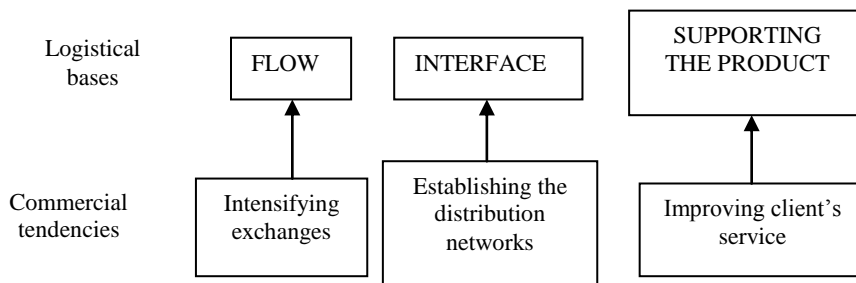 Logistical
bases
FLOW
INTERFACE
SUPPORTING
THE PRODUCT
Commercial
tendencies
Intensifying
exchanges
Establishing the
distribution
networks
Improving client’s
service